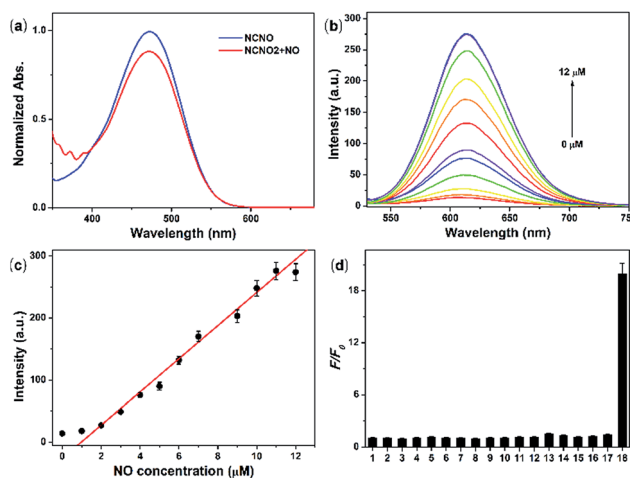 (a)
NCNO
NCNO2+NO
Normalized Abs.
1.0
0.5
0.0
400 500 600
Wavelength (nm)
(b)
Intensity (a.u.)
300
250
200
150
100
50
0
12 μM
0 μM
550 600 650 700 750
Wavelength (nm)
(c)
Intensity (a.u.)
300
200
100
0
0 2 4 6 8 10 12
NO concentration (μM)
(d)
F/F0
18
12
6
0
1 2 3 4 5 6 7 8 9 10 11 12 13 14 15 16 17 18